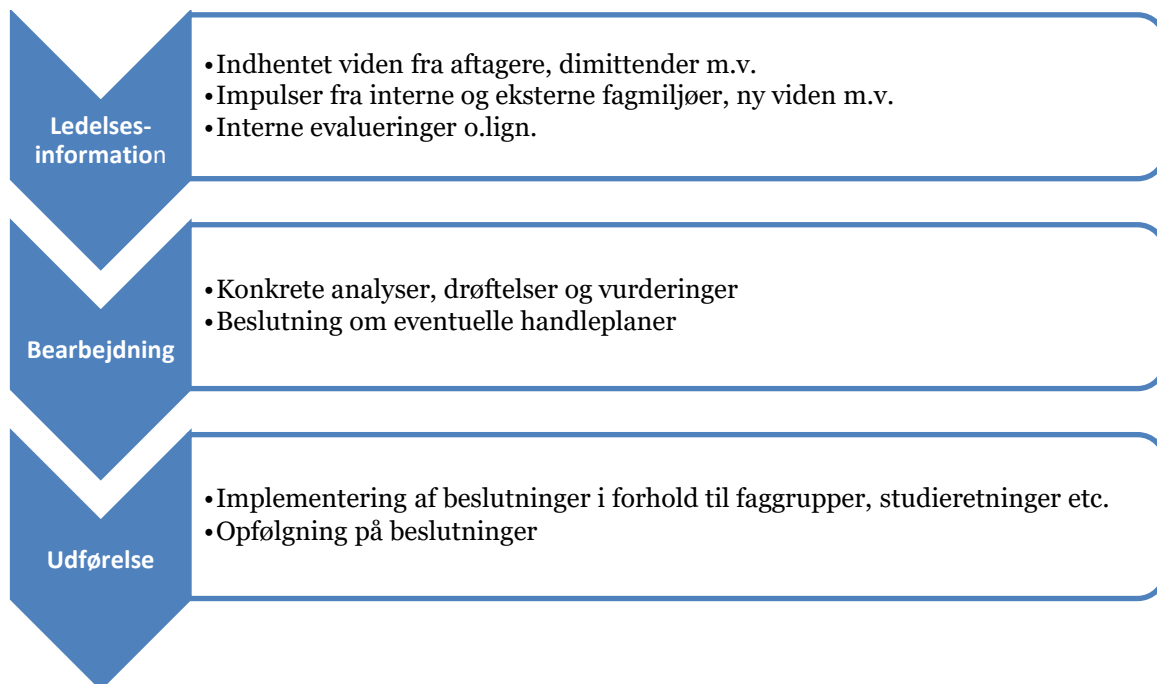 Ledelses-
information
•Indhentet viden fra aftagere, dimittender m.v.
•Impulser fra interne og eksterne fagmiljøer, ny viden m.v.
•Interne evalueringer o.lign.
Bearbejdning
•Konkrete analyser, drøftelser og vurderinger
•Beslutning om eventuelle handleplaner
Udførelse
•Implementering af beslutninger i forhold til faggrupper, studieretninger etc.
•Opfølgning på beslutninger